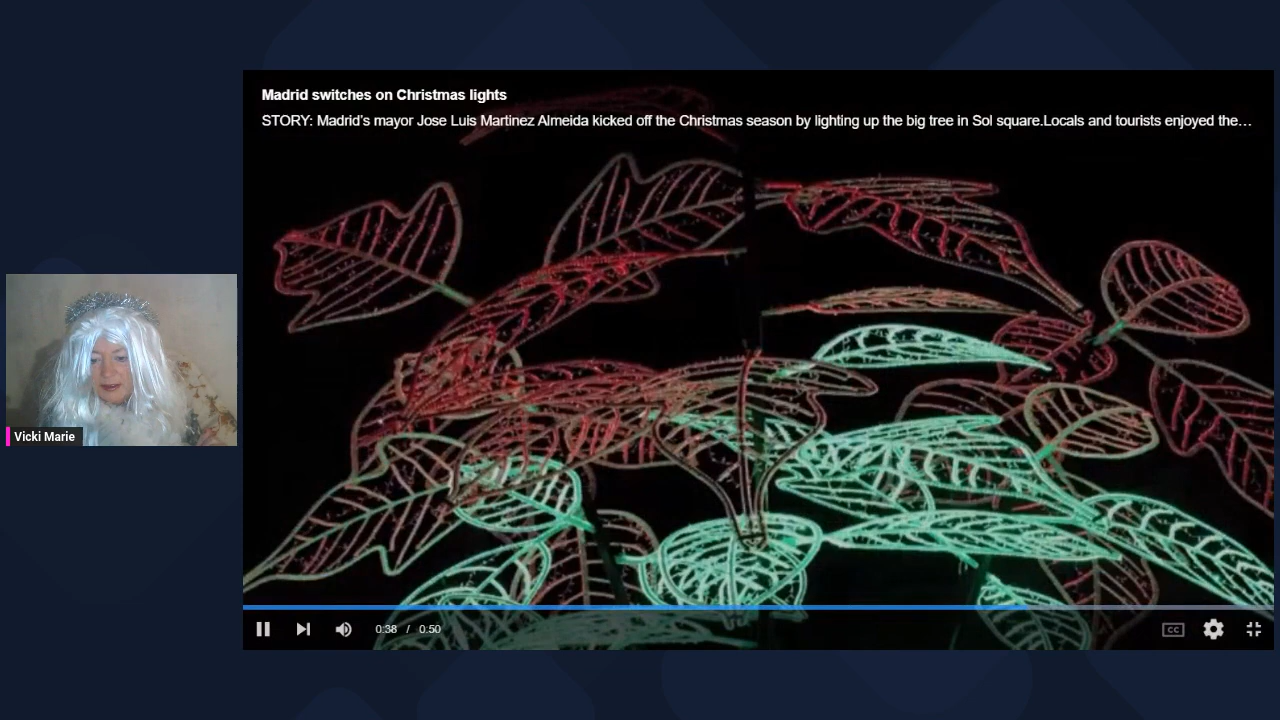 Madrid switches on Christmas lights
STORY: Madrid's mayor Jose Luis Martinez Almeida kicked off the Christmas season by lighting up the big tree in Sol square.Locals and tourists enjoyed the...
Vicki Marie
0:38 / 0:50
CC